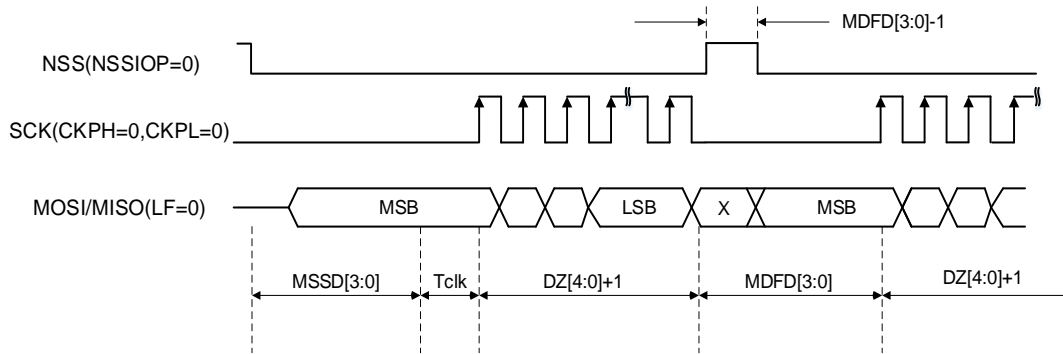 MDFD[3:0]-1
NSS(NSSIOP=0)
SCK(CKPH=0,CKPL=0)
MOSI/MISO(LF=0)
MSB
LSB
X
MSB
MSSD[3:0]
Tclk
DZ[4:0]+1
MDFD[3:0]
DZ[4:0]+1